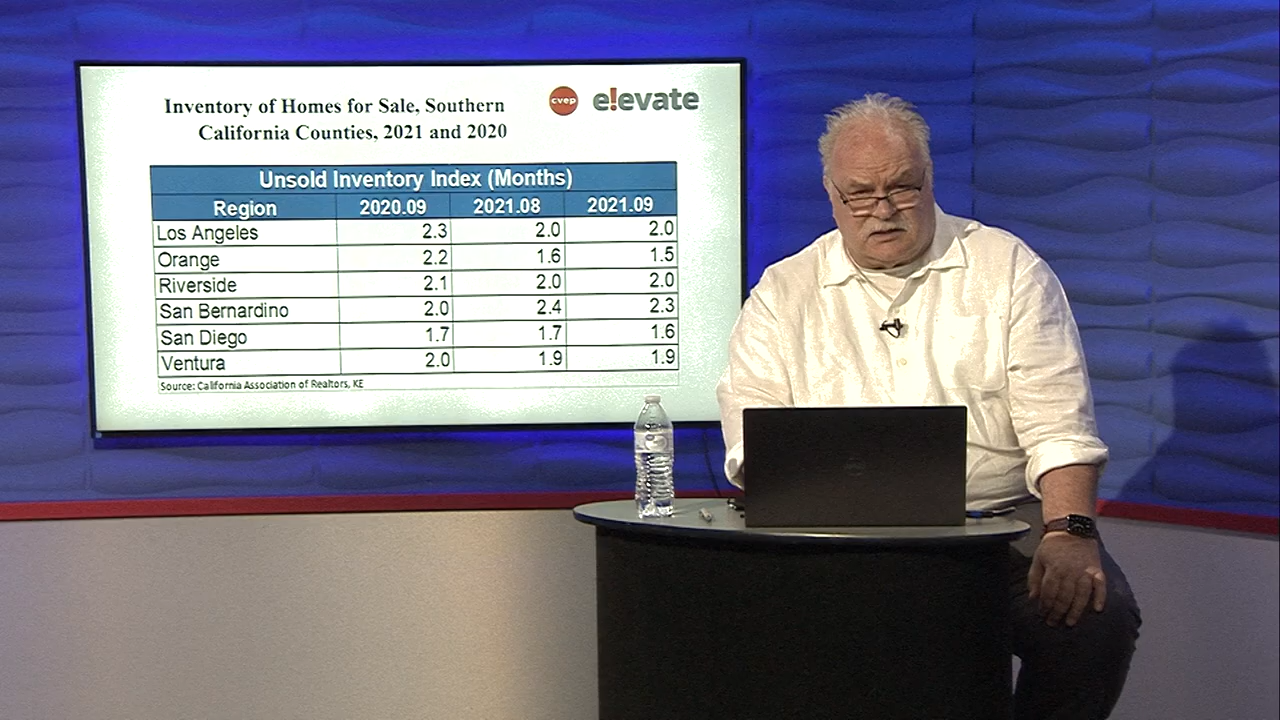 Inventory of Homes for Sale, Southern
California Counties, 2021 and 2020
cvep
e!evate
Unsold Inventory Index (Months)
Region 2020.09 2021.08 2021.09
Los Angeles 2.3 2.0 2.0
Orange 2.2 1.6 1.5
Riverside 2.1 2.0 2.0
San Bernardino 2.0 2.4 2.3
San Diego 1.7 1.7 1.6
Ventura 2.0 1.9 1.9
Source: California Association of Realtors, KE